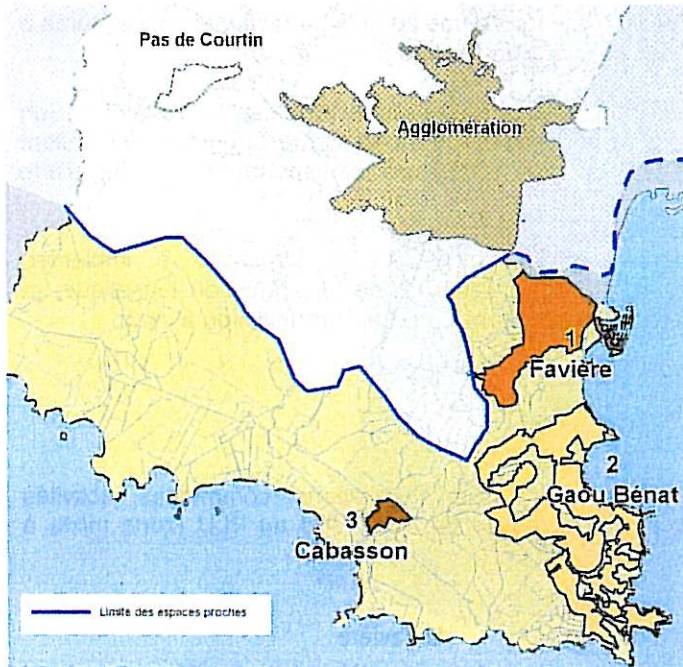 Pas de Courtin
Agglomération
1
Favière
2
Gaou Bénat
3
Cabasson
Limite des espaces proches